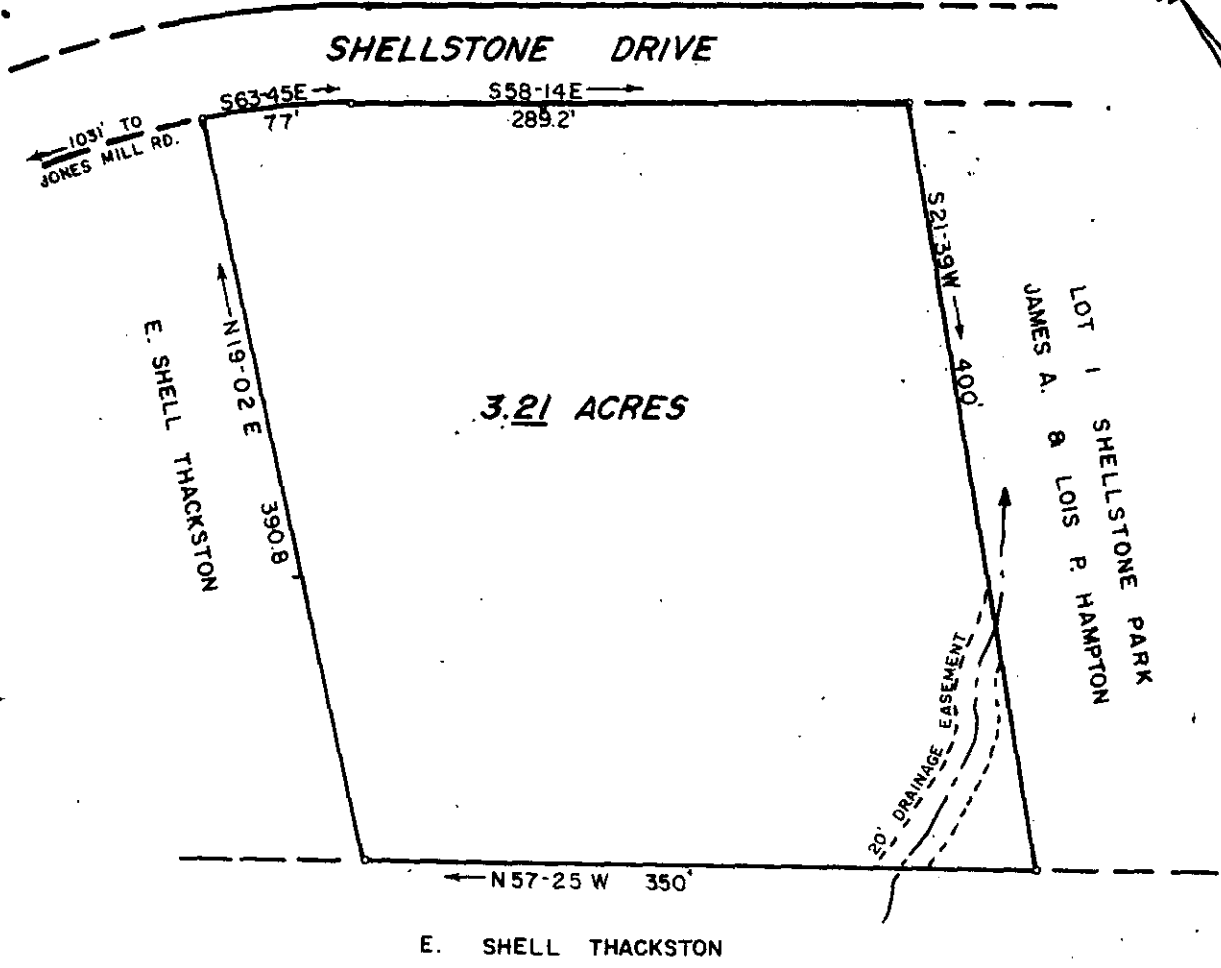 SHELLSTONE DRIVE
S63-45E
77'
S58-14E
289.2'
1031' TO
JONES MILL RD.
S21-39W
400'
N19-02 E
390.8
E. SHELL THACKSTON
3.21 ACRES
LOT 1 SHELLSTONE PARK
JAMES A. & LOIS P. HAMPTON
20' DRAINAGE EASEMENT
N57-25 W 350'
E. SHELL THACKSTON